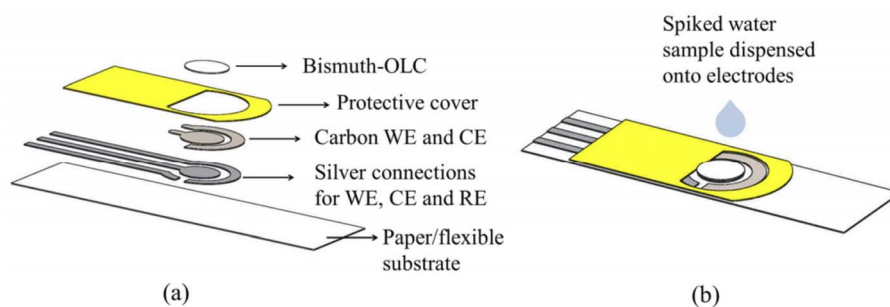 Bismuth-OLC
Protective cover
Carbon WE and CE
Silver connections
for WE, CE and RE
Paper/flexible
substrate
(a)
Spiked water
sample dispensed
onto electrodes
(b)